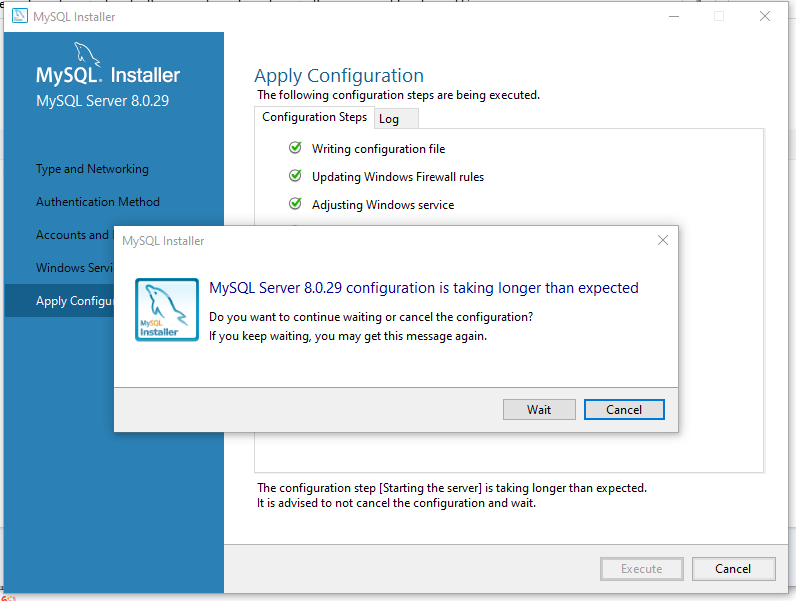 MySQL Installer
MySQL. Installer
MySQL Server 8.0.29
Type and Networking
Authentication Method
Accounts and
Windows Servi
Apply Configu
Apply Configuration
The following configuration steps are being executed.
Configuration Steps
Log
Writing configuration file
Updating Windows Firewall rules
Adjusting Windows service
MySQL Installer
MySQL
Installer
MySQL Server 8.0.29 configuration is taking longer than expected
Do you want to continue waiting or cancel the configuration?
If you keep waiting, you may get this message again.
Wait
Cancel
The configuration step [Starting the server] is taking longer than expected.
It is advised to not cancel the configuration and wait.
Execute
Cancel